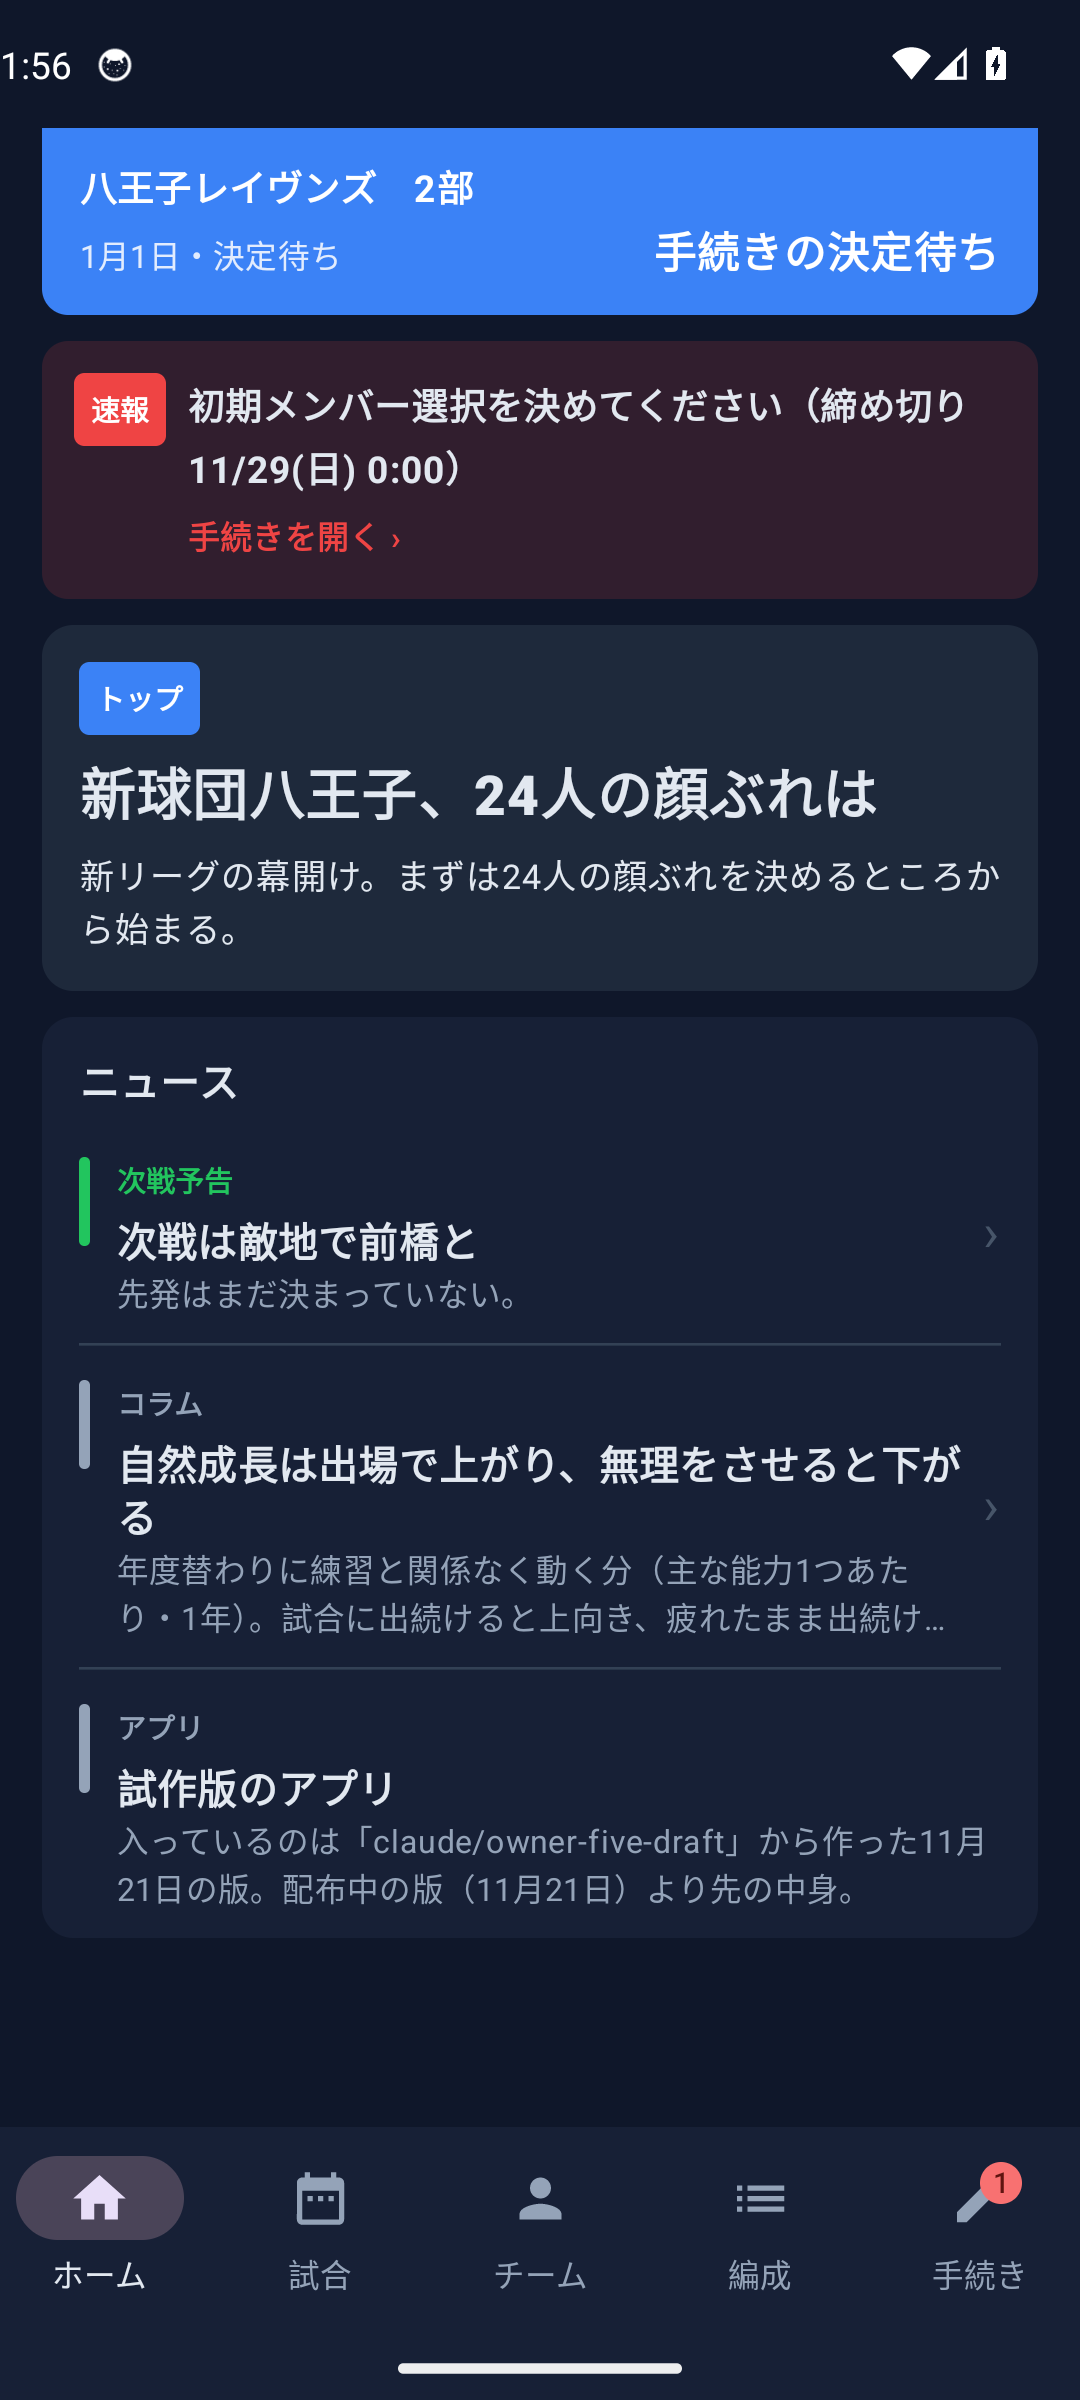 1:56
八王子レイヴンズ　2部
1月1日・決定待ち
手続きの決定待ち
速報
初期メンバー選択を決めてください（締め切り
11/29(日) 0:00）
手続きを開く ›
トップ
新球団八王子、24人の顔ぶれは
新リーグの幕開け。まずは24人の顔ぶれを決めるところか
ら始まる。
ニュース
次戦予告
次戦は敵地で前橋と
先発はまだ決まっていない。
コラム
自然成長は出場で上がり、無理をさせると下が
る
年度替わりに練習と関係なく動く分（主な能力1つあた
り・1年）。試合に出続けると上向き、疲れたまま出続け…
アプリ
試作版のアプリ
入っているのは「claude/owner-five-draft」から作った11月
21日の版。配布中の版（11月21日）より先の中身。
1
ホーム
試合
チーム
編成
手続き